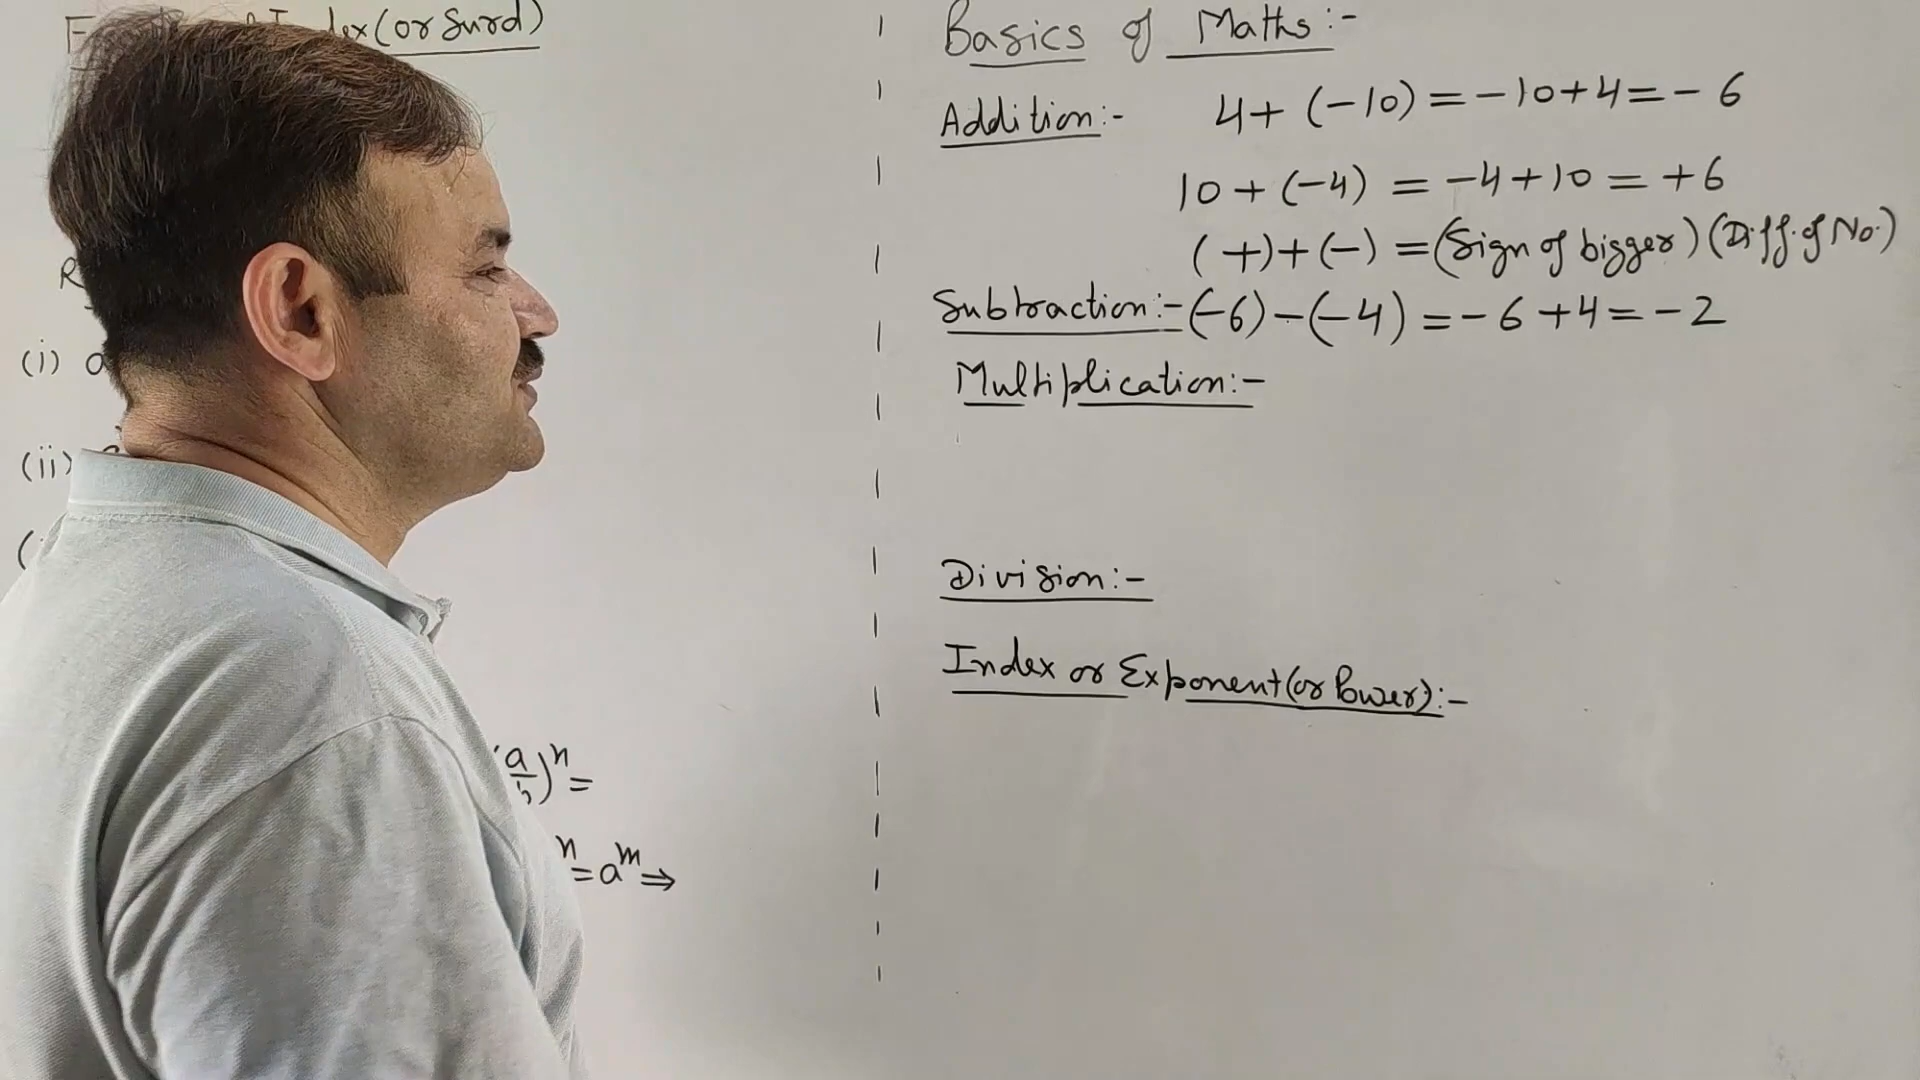 (or Surd)
R
(i) a
(ii)
(
a/b)ⁿ=
ⁿ=aᵐ⇒
Basics of Maths:-
Addition:- 4+(-10)=-10+4=-6
10+(-4)=-4+10=+6
(+)+(-)=(Sign of bigger)(Diff. of No.)
Subtraction:-(-6)-(-4)=-6+4=-2
Multiplication:-
Division:-
Index or Exponent(or Power):-